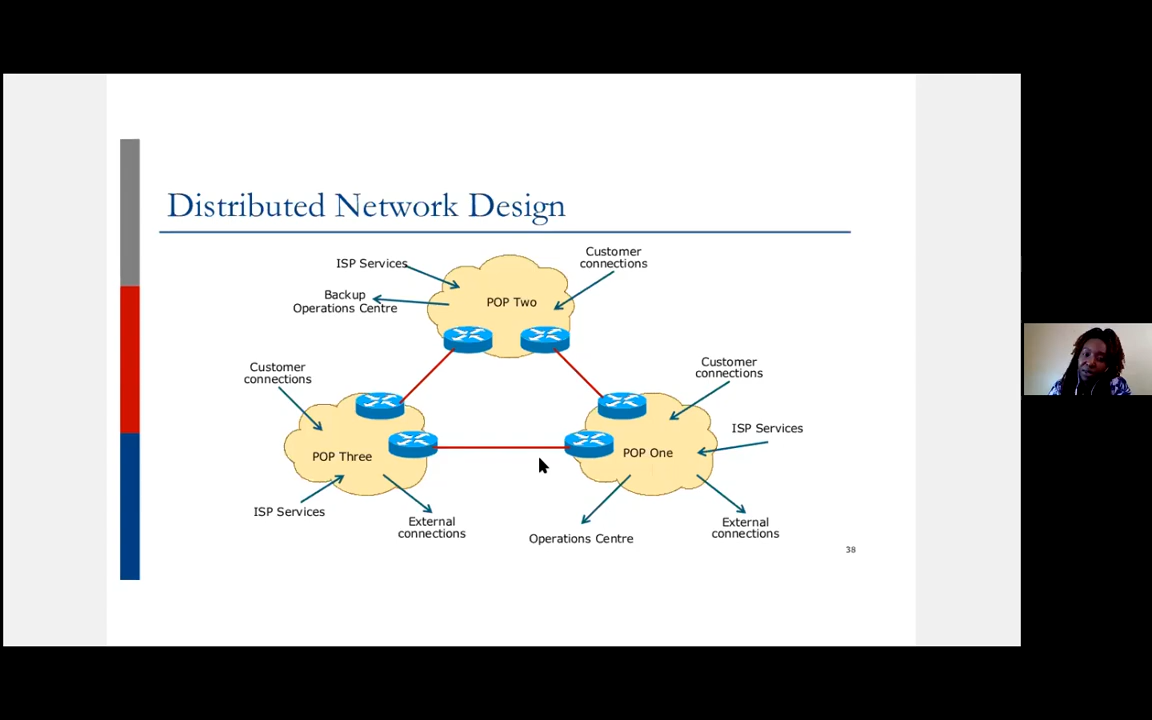 Distributed Network Design
ISP Services
Customer
connections
Backup
Operations Centre
POP Two
Customer
connections
Customer
connections
ISP Services
POP Three
POP One
ISP Services
External
connections
Operations Centre
External
connections
38